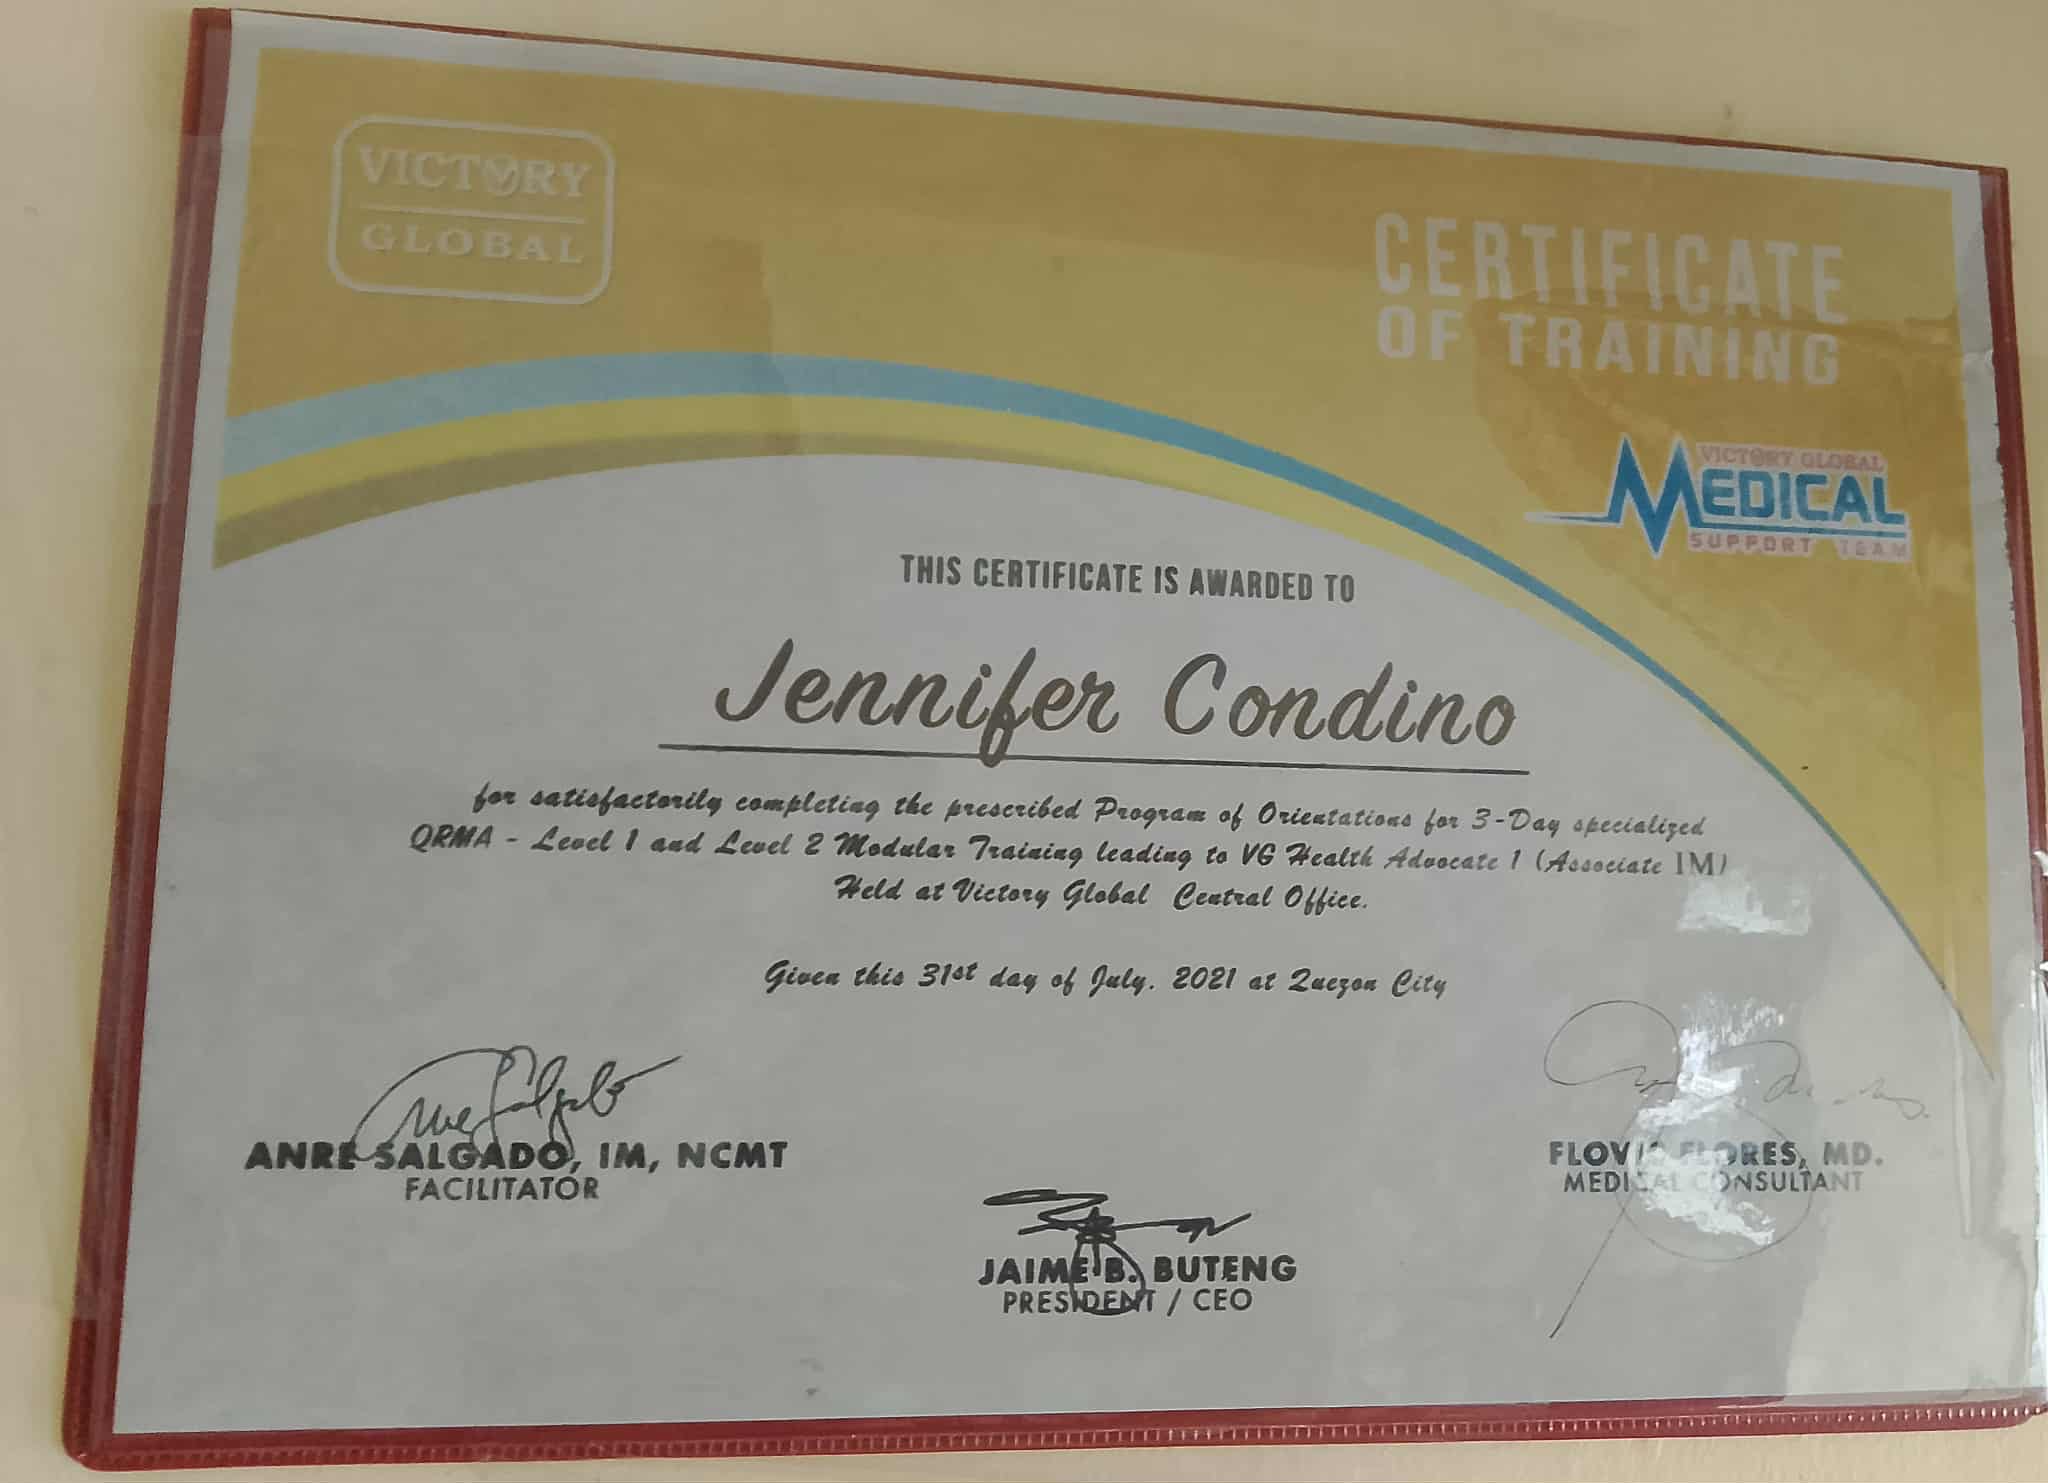 VICTORY
GLOBAL
CERTIFICATE
OF TRAINING
VICTORY GLOBAL
MEDICAL
SUPPORT TEAM
THIS CERTIFICATE IS AWARDED TO
Jennifer Condino
for satisfactorily completing the prescribed Program of Orientations for 3-Day specialized
QRMA - Level 1 and Level 2 Modular Training leading to VG Health Advocate 1 (Associate IM)
Held at Victory Global Central Office.
Given this 31st day of July, 2021 at Quezon City
ANRE SALGADO, IM, NCMT
FACILITATOR
FLORES, MD.
MEDICAL CONSULTANT
JAIME B. BUTENG
PRESIDENT / CEO